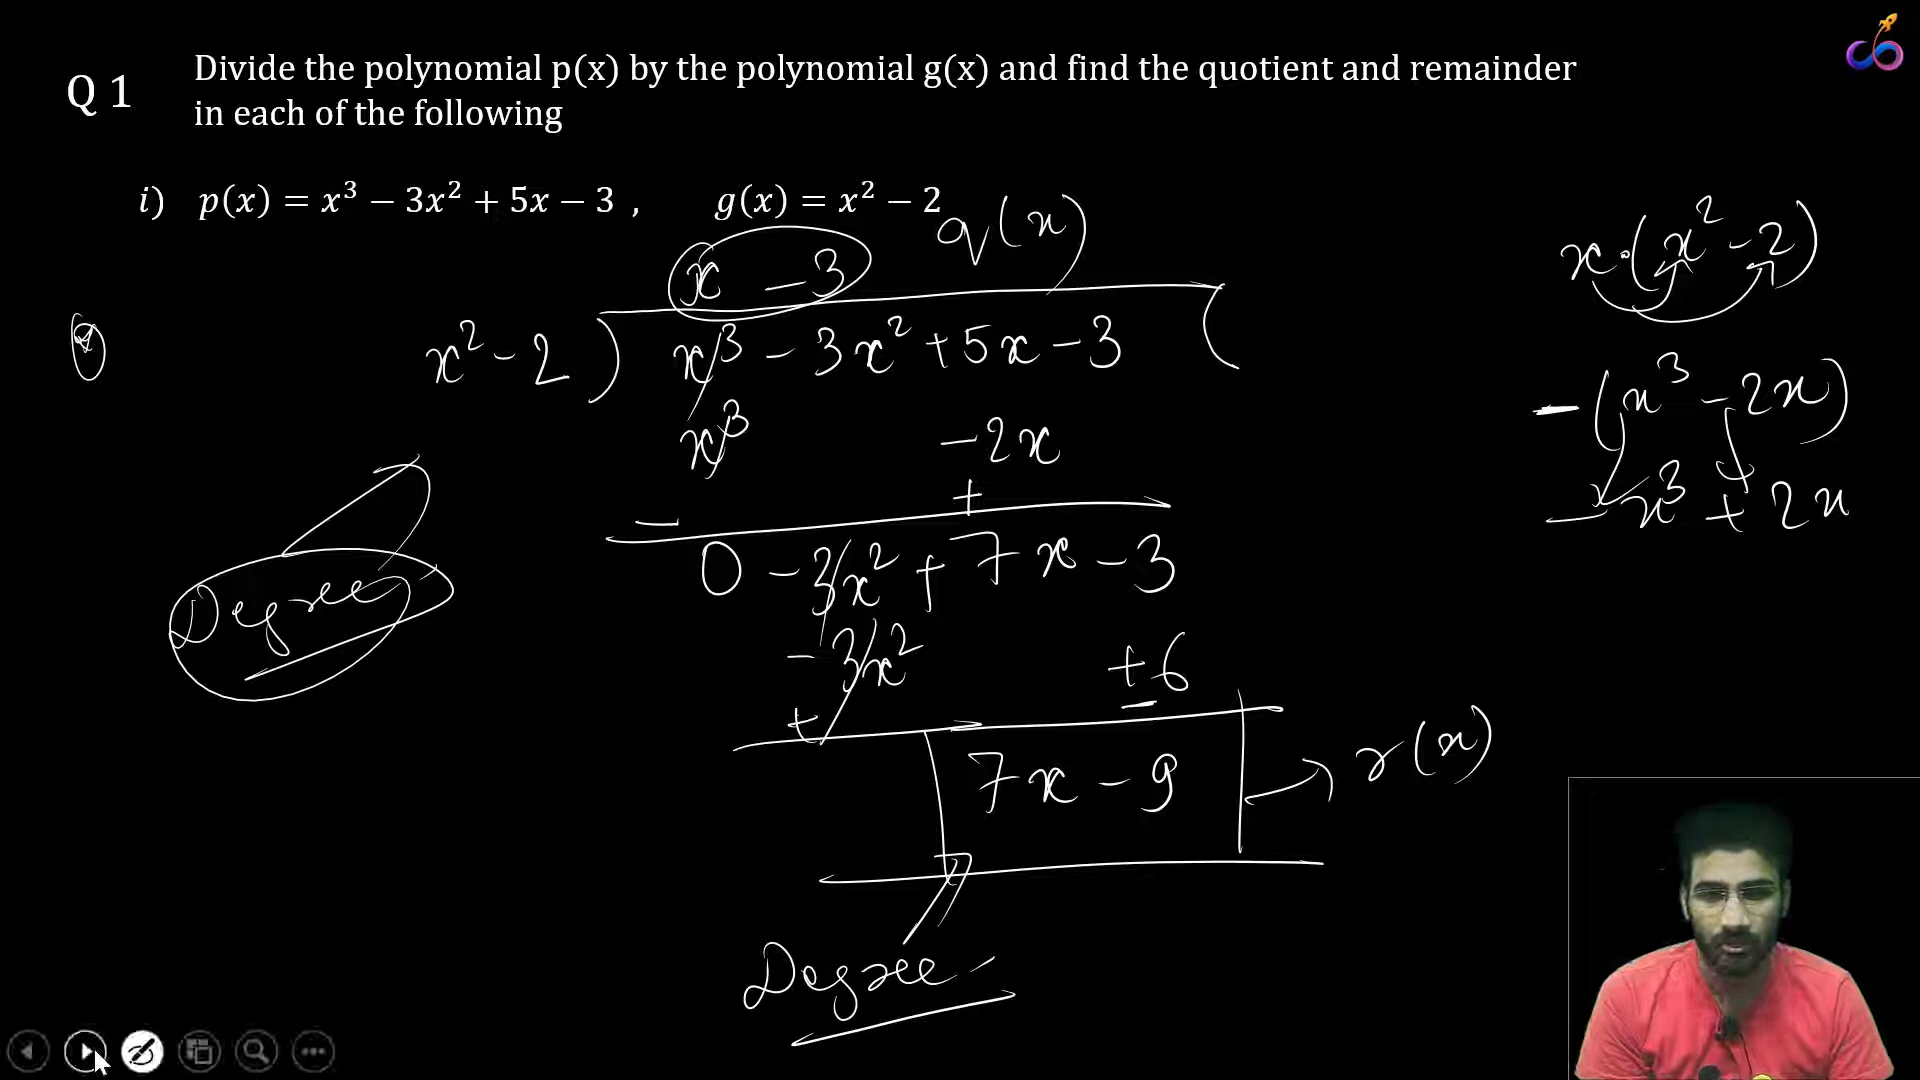 Q 1
Divide the polynomial p(x) by the polynomial g(x) and find the quotient and remainder
in each of the following
i) p(x) = x³ − 3x² + 5x − 3 , g(x) = x² − 2
q(x)
x − 3
x² − 2 ) x³ − 3x² + 5x − 3 (
x³ − 2x
− +
0 − 3x² + 7x − 3
− 3x² + 6
+ −
7x − 9
r(x)
Degree
Degree
x·(x² − 2)
−(x³ − 2x)
− x³ + 2x